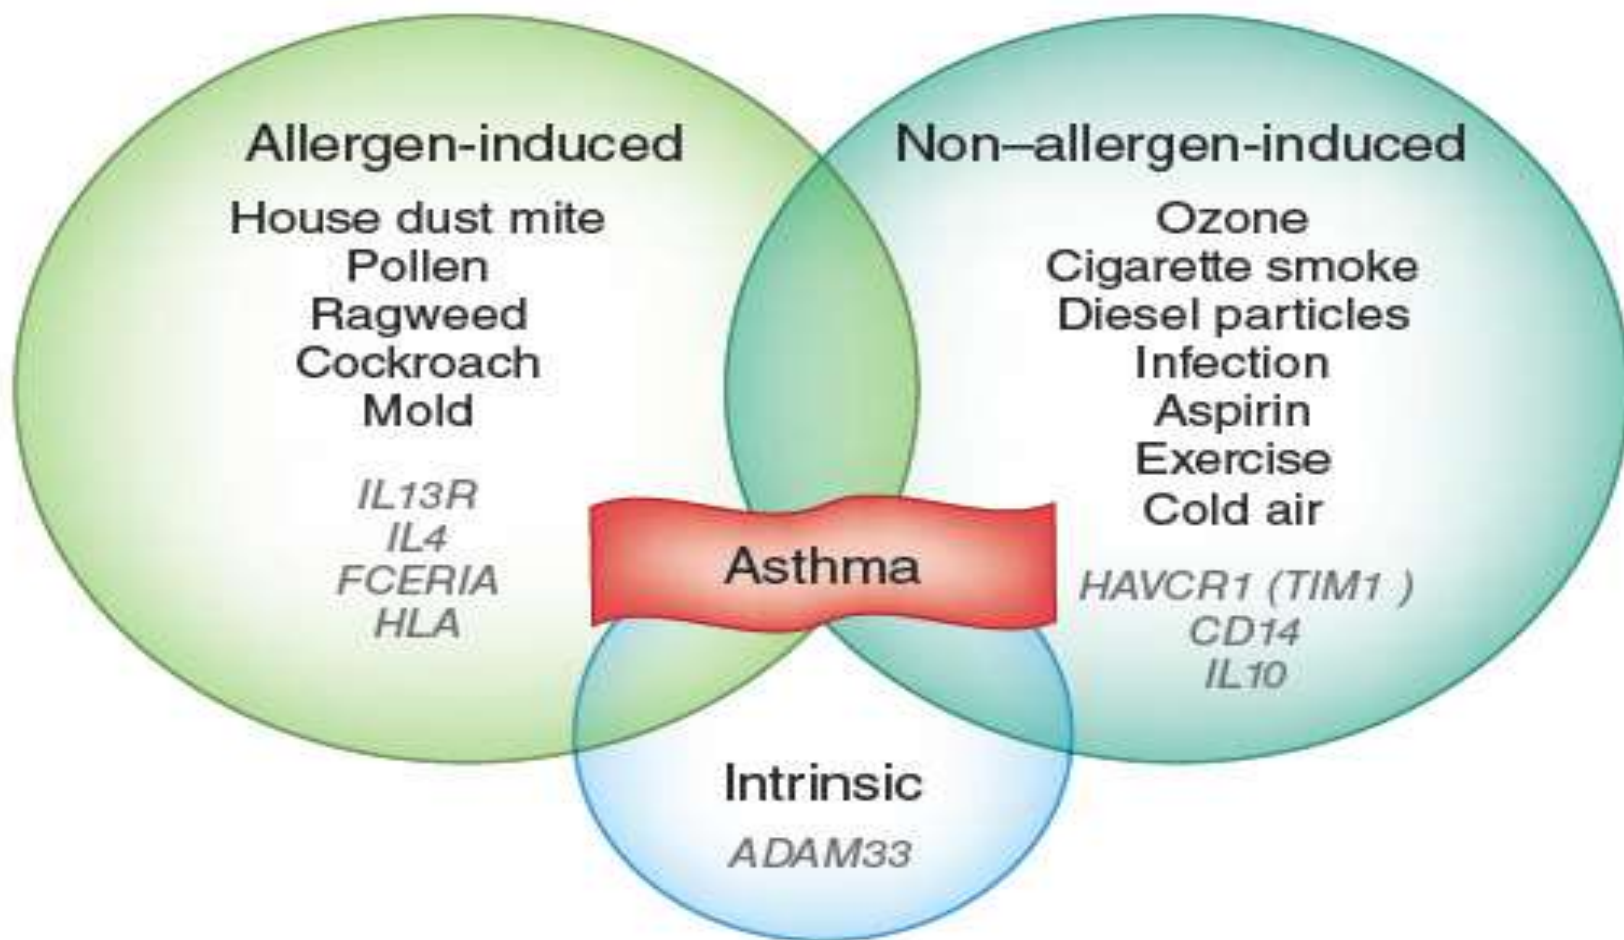 Allergen-induced
House dust mite
Pollen
Ragweed
Cockroach
Mold
IL13R
IL4
FCERIA
HLA
Non–allergen-induced
Ozone
Cigarette smoke
Diesel particles
Infection
Aspirin
Exercise
Cold air
HAVCR1 (TIM1 )
CD14
IL10
Asthma
Intrinsic
ADAM33